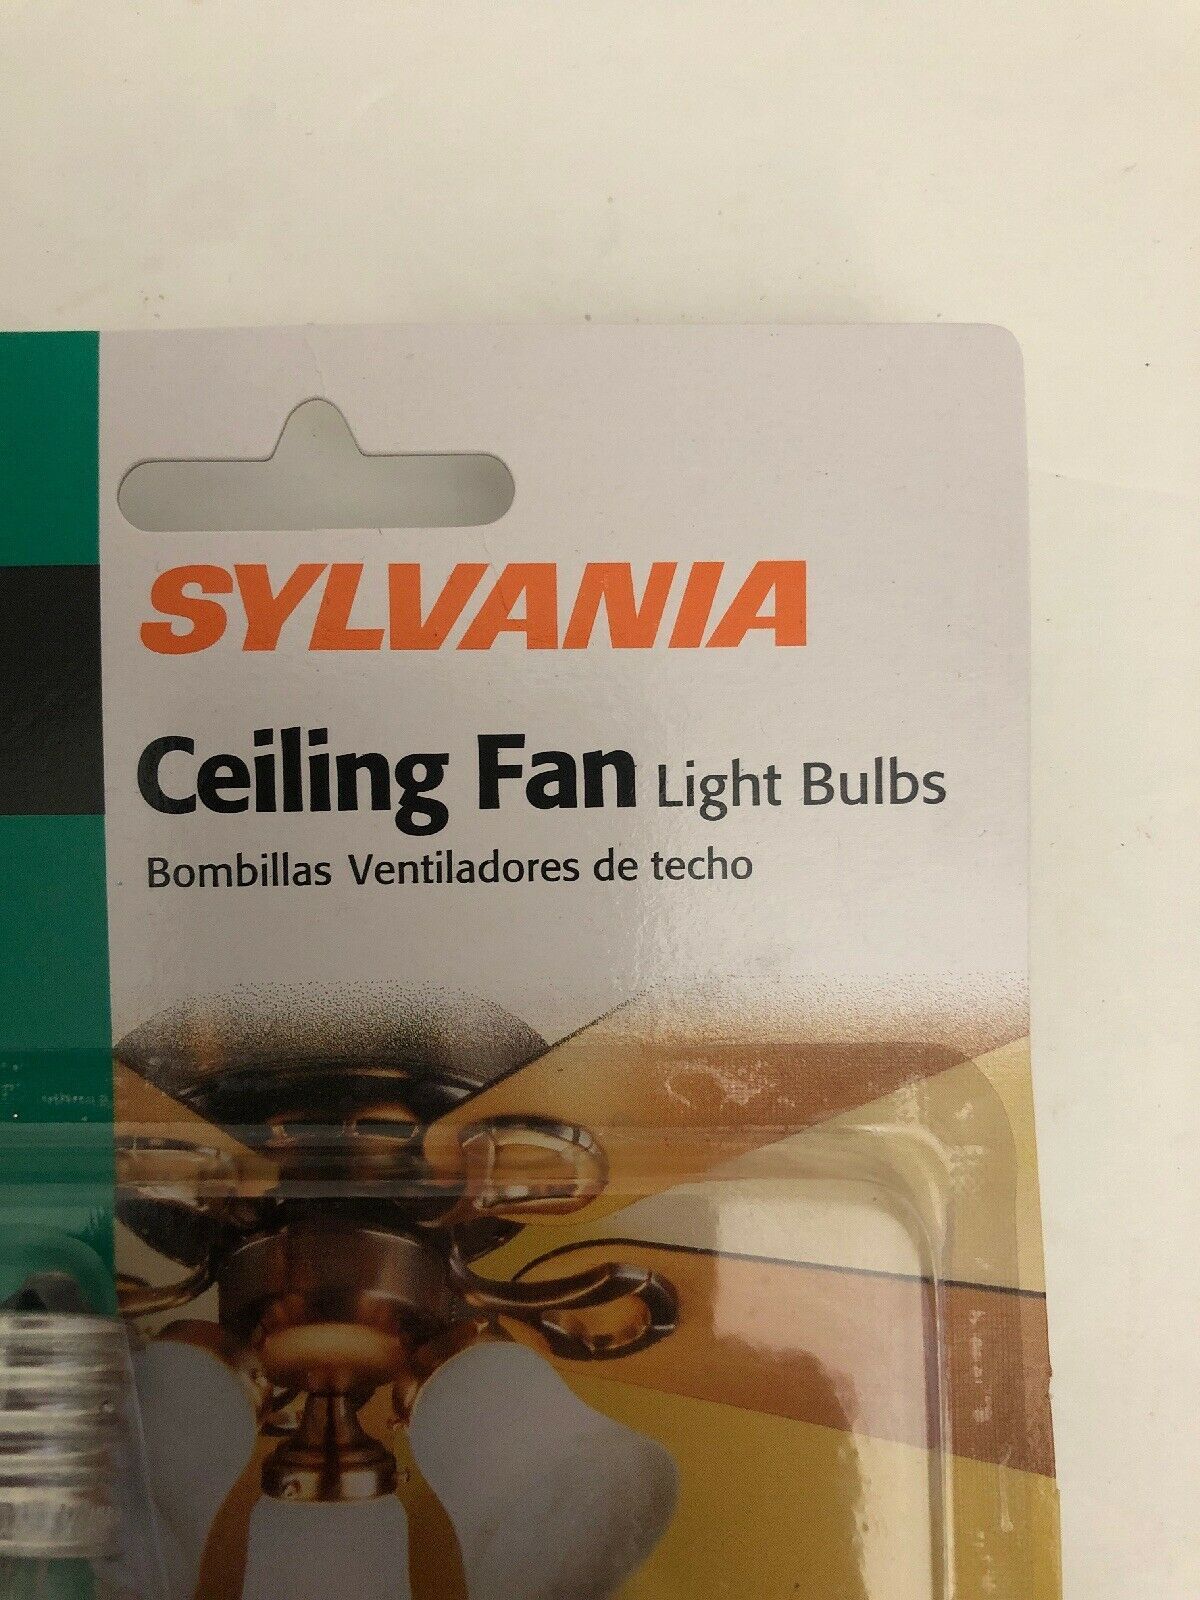 SYLVANIA
Ceiling Fan Light Bulbs
Bombillas Ventiladores de techo